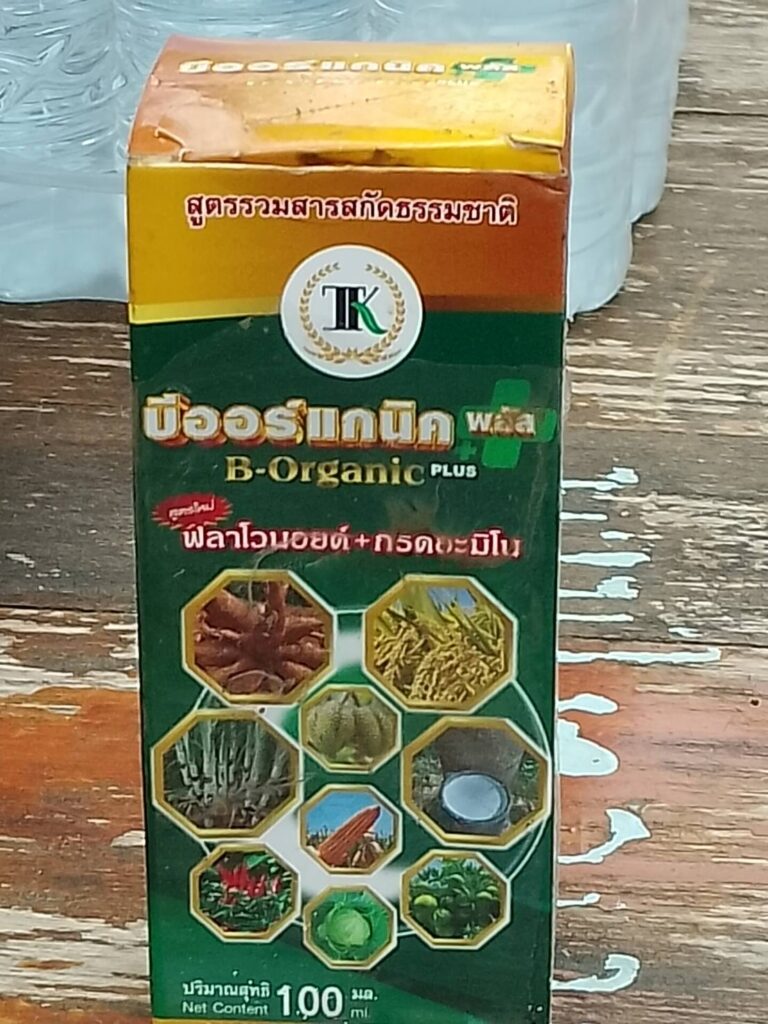 บีออร์แกนิค พลัส
สูตรรวมสารสกัดธรรมชาติ
TK
บีออร์แกนิค พลัส
B-Organic PLUS
สูตรใหม่
ฟลาโวนอยด์+กรดอะมิโน
ปริมาณสุทธิ 100 มล.
Net Content ml.